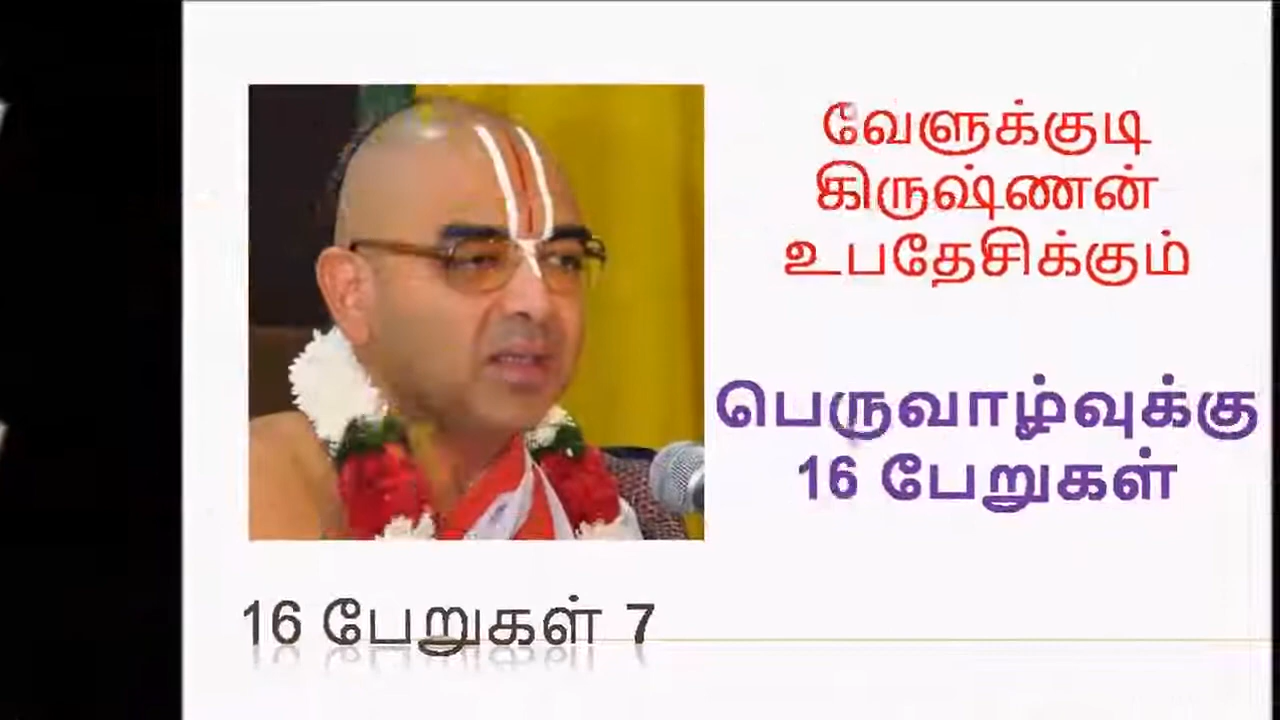 வேளுக்குடி
கிருஷ்ணன்
உபதேசிக்கும்
பெருவாழ்வுக்கு
16 பேறுகள்
16 பேறுகள் 7